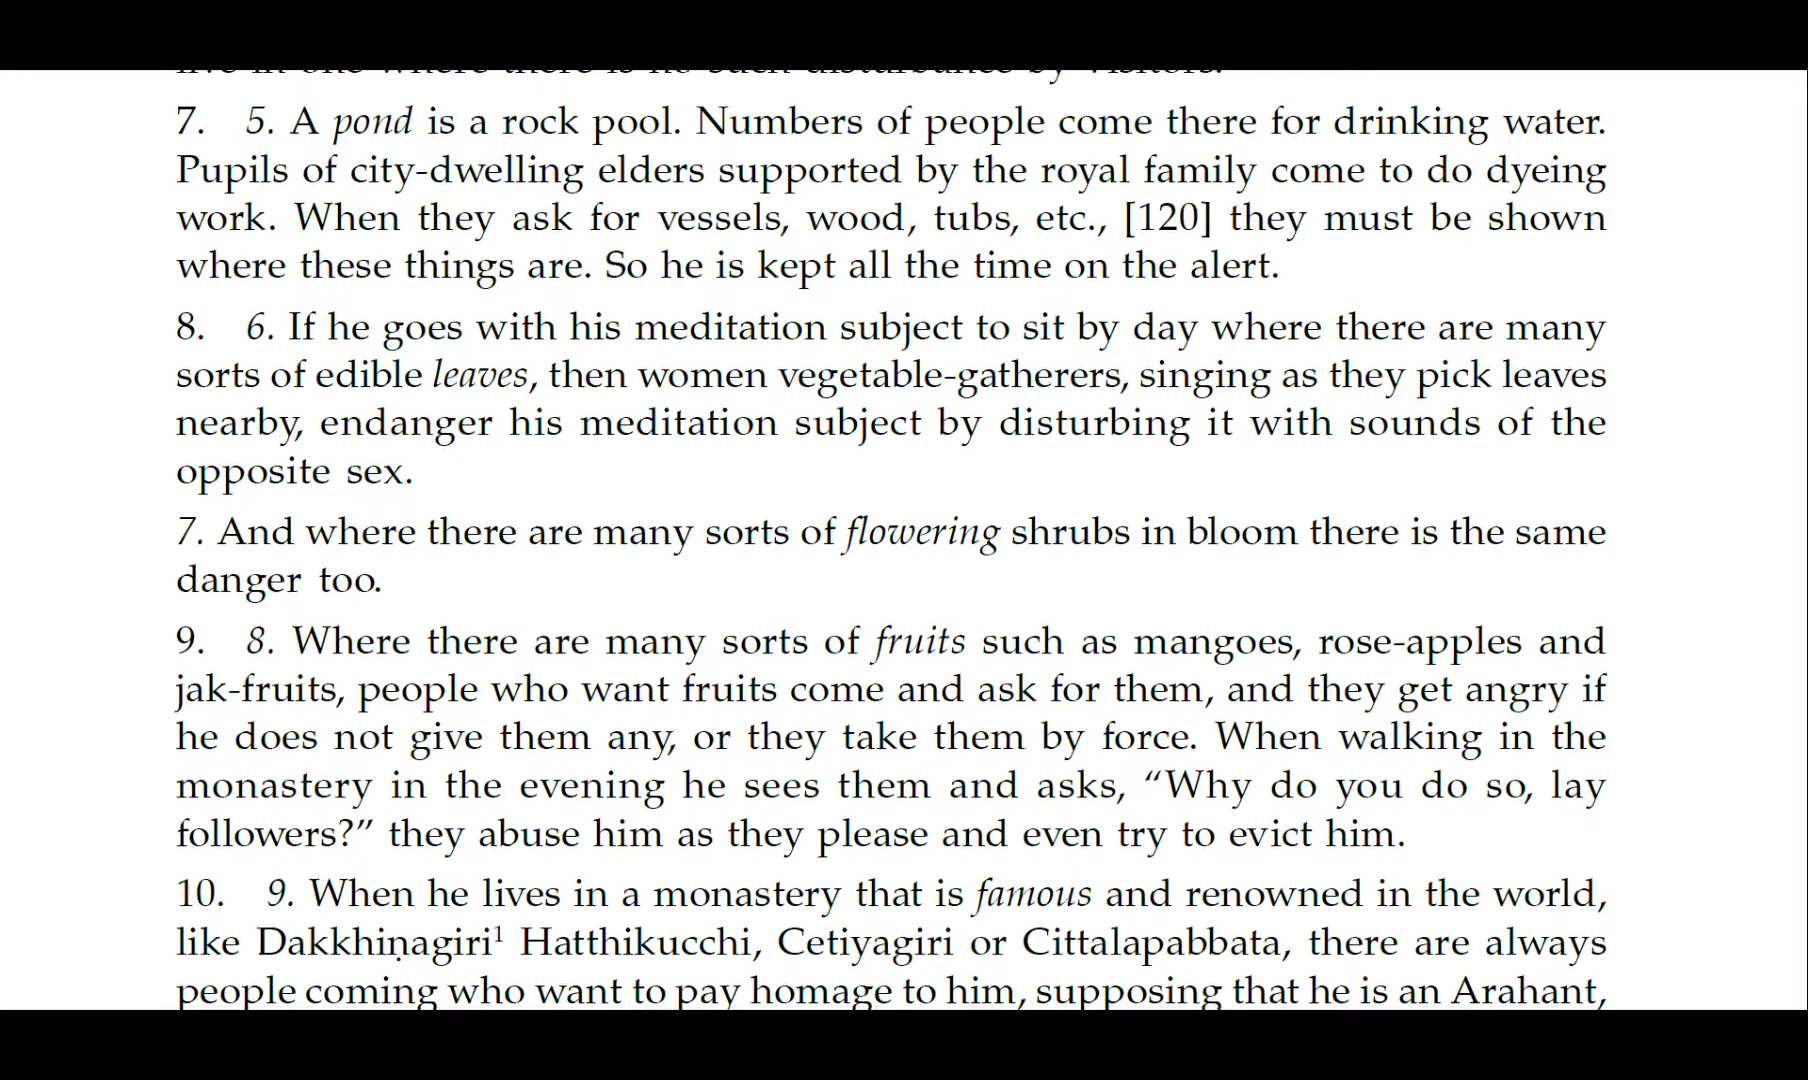 7. 5. A pond is a rock pool. Numbers of people come there for drinking water.
Pupils of city-dwelling elders supported by the royal family come to do dyeing
work. When they ask for vessels, wood, tubs, etc., [120] they must be shown
where these things are. So he is kept all the time on the alert.
8. 6. If he goes with his meditation subject to sit by day where there are many
sorts of edible leaves, then women vegetable-gatherers, singing as they pick leaves
nearby, endanger his meditation subject by disturbing it with sounds of the
opposite sex.
7. And where there are many sorts of flowering shrubs in bloom there is the same
danger too.
9. 8. Where there are many sorts of fruits such as mangoes, rose-apples and
jak-fruits, people who want fruits come and ask for them, and they get angry if
he does not give them any, or they take them by force. When walking in the
monastery in the evening he sees them and asks, “Why do you do so, lay
followers?” they abuse him as they please and even try to evict him.
10. 9. When he lives in a monastery that is famous and renowned in the world,
like Dakkhiṇagiri¹ Hatthikucchi, Cetiyagiri or Cittalapabbata, there are always
people coming who want to pay homage to him, supposing that he is an Arahant,